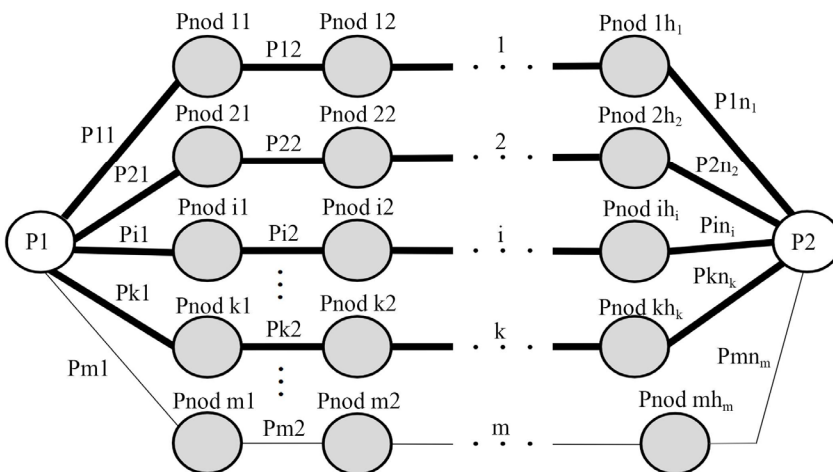 Pnod 11 Pnod 12 Pnod 1h₁
P12 1
P11 P1n₁
Pnod 21 Pnod 22 Pnod 2h₂
P22 2
P21 P2n₂
Pnod i1 Pnod i2 Pnod ihᵢ
P1 Pi1 Pi2 i Pinᵢ P2
Pk1 Pknₖ
Pnod k1 Pnod k2 Pnod khₖ
Pk2 k
Pm1 Pmnₘ
Pnod m1 Pnod m2 Pnod mhₘ
Pm2 m